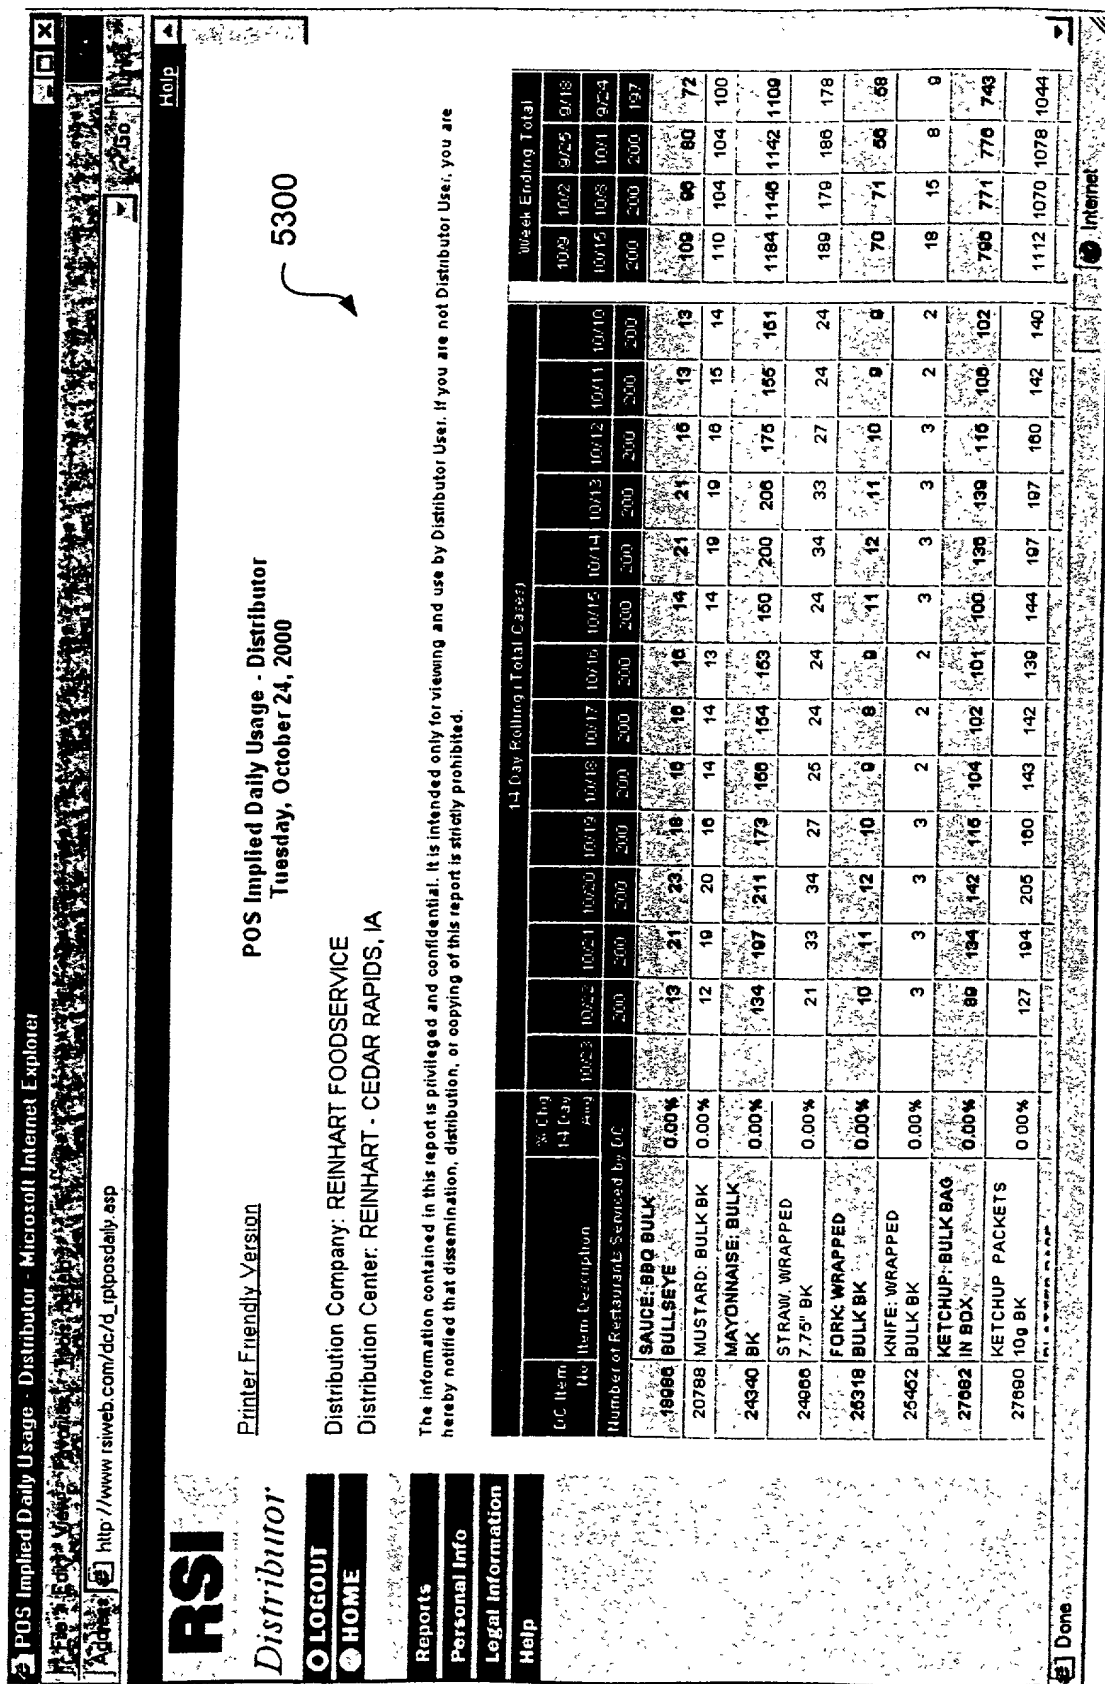 POS Implied Daily Usage - Distributor - Microsoft Internet Explorer
Address http://www.rsiweb.com/dc/d_rptposdaily.asp Go
Help
RSI
Distributor
LOGOUT
HOME
Reports
Personal Info
Legal Information
Help
Printer Friendly Version
POS Implied Daily Usage - Distributor
Tuesday, October 24, 2000
5300
Distribution Company: REINHART FOODSERVICE
Distribution Center: REINHART - CEDAR RAPIDS, IA
The information contained in this report is privileged and confidential. It is intended only for viewing and use by Distributor User. If you are not Distributor User, you are
hereby notified that dissemination, distribution, or copying of this report is strictly prohibited.
14 Day Rolling (Total Cases) Week Ending Total
% Chg 10/9 10/2 9/25 9/18
DC Item 14 Day
No Item Description Avg 10/23 10/22 10/21 10/20 10/19 10/18 10/17 10/16 10/15 10/14 10/13 10/12 10/11 10/10 10/15 10/8 10/1 9/24
Number of Restaurants Serviced by DC 200 200 200 200 200 200 200 200 200 200 200 200 200 200 200 200 197
SAUCE: BBQ BULK
18986 BULLSEYE 0.00% 13 21 23 18 16 16 16 14 21 21 16 13 13 109 96 80 72
20788 MUSTARD: BULK BK 0.00% 12 19 20 16 14 14 13 14 19 19 16 15 14 110 104 104 100
MAYONNAISE: BULK
24340 BK 0.00% 134 197 211 173 156 154 153 150 200 206 175 155 151 1184 1146 1142 1109
STRAW, WRAPPED
24966 7.75" BK 0.00% 21 33 34 27 25 24 24 24 34 33 27 24 24 189 179 186 178
FORK: WRAPPED
25318 BULK BK 0.00% 10 11 12 10 9 8 9 11 12 11 10 9 9 70 71 56 58
KNIFE: WRAPPED
25462 BULK BK 0.00% 3 3 3 3 2 2 2 3 3 3 3 2 2 18 15 8 9
KETCHUP: BULK BAG
27682 IN BOX 0.00% 89 134 142 115 104 102 101 100 136 139 115 106 102 798 771 776 743
KETCHUP PACKETS
27690 10g BK 0.00% 127 194 205 160 143 142 139 144 197 197 160 142 140 1112 1070 1078 1044
Done Internet